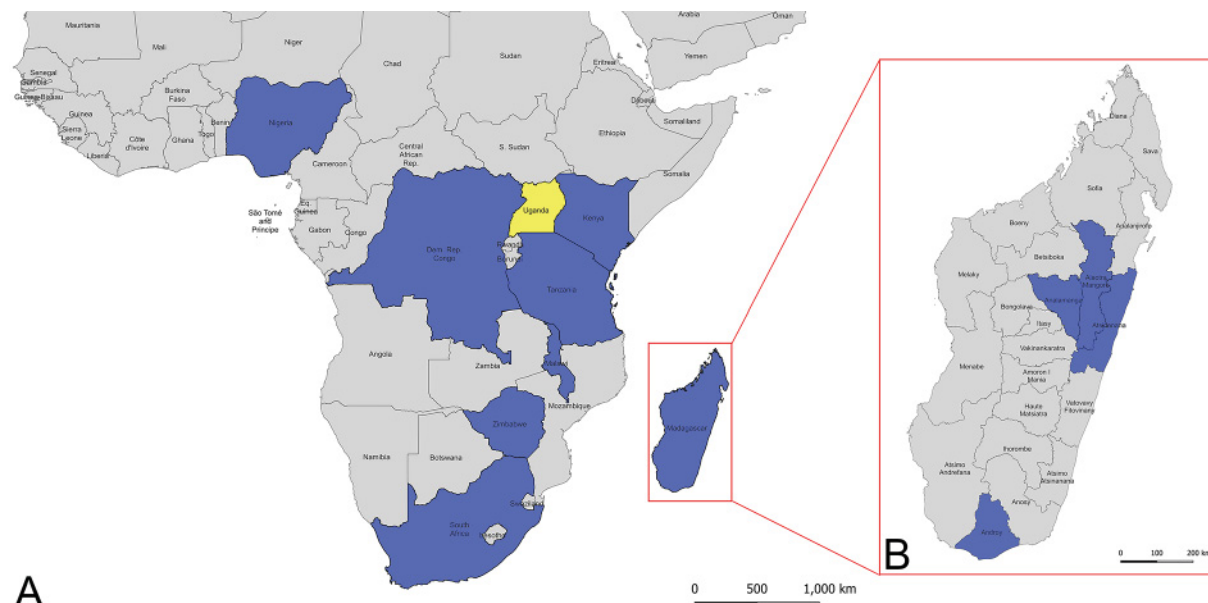 Mauritania
Mali
Niger
Chad
Sudan
Eritrea
Arabia
Oman
Yemen
Senegal
Gambia
Guinea-Bissau
Guinea
Sierra
Leone
Liberia
Côte
d'Ivoire
Burkina
Faso
Ghana
Togo
Benin
Nigeria
Cameroon
Central
African
Rep.
S. Sudan
Ethiopia
Djibouti
Somaliland
Somalia
São Tomé
and
Principe
Eq.
Guinea
Gabon
Congo
Dem. Rep.
Congo
Uganda
Kenya
Rwanda
Burundi
Tanzania
Angola
Zambia
Malawi
Mozambique
Zimbabwe
Namibia
Botswana
South
Africa
Swaziland
Lesotho
Madagascar
A
0 500 1,000 km
Diana
Sava
Sofia
Boeny
Analanjirofo
Betsiboka
Melaky
Alaotra
Mangoro
Analamanga
Atsinanana
Bongolava
Itasy
Vakinankaratra
Menabe
Amoron I
Mania
Haute
Matsiatra
Vatovavy
Fitovinany
Ihorombe
Atsimo
Andrefana
Atsimo
Atsinanana
Anosy
Androy
B
0 100 200 km